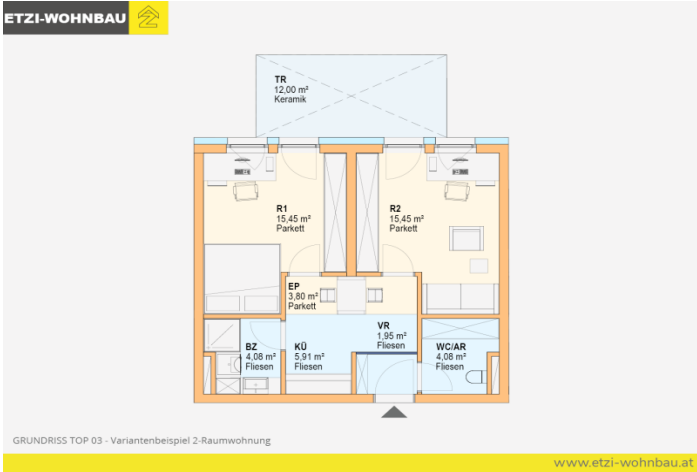 ETZI-WOHNBAU
TR
12,00 m²
Keramik
R1
15,45 m²
Parkett
R2
15,45 m²
Parkett
EP
3,80 m²
Parkett
VR
1,95 m²
Fliesen
BZ
4,08 m²
Fliesen
KÜ
5,91 m²
Fliesen
WC/AR
4,08 m²
Fliesen
GRUNDRISS TOP 03 - Variantenbeispiel 2-Raumwohnung
www.etzi-wohnbau.at